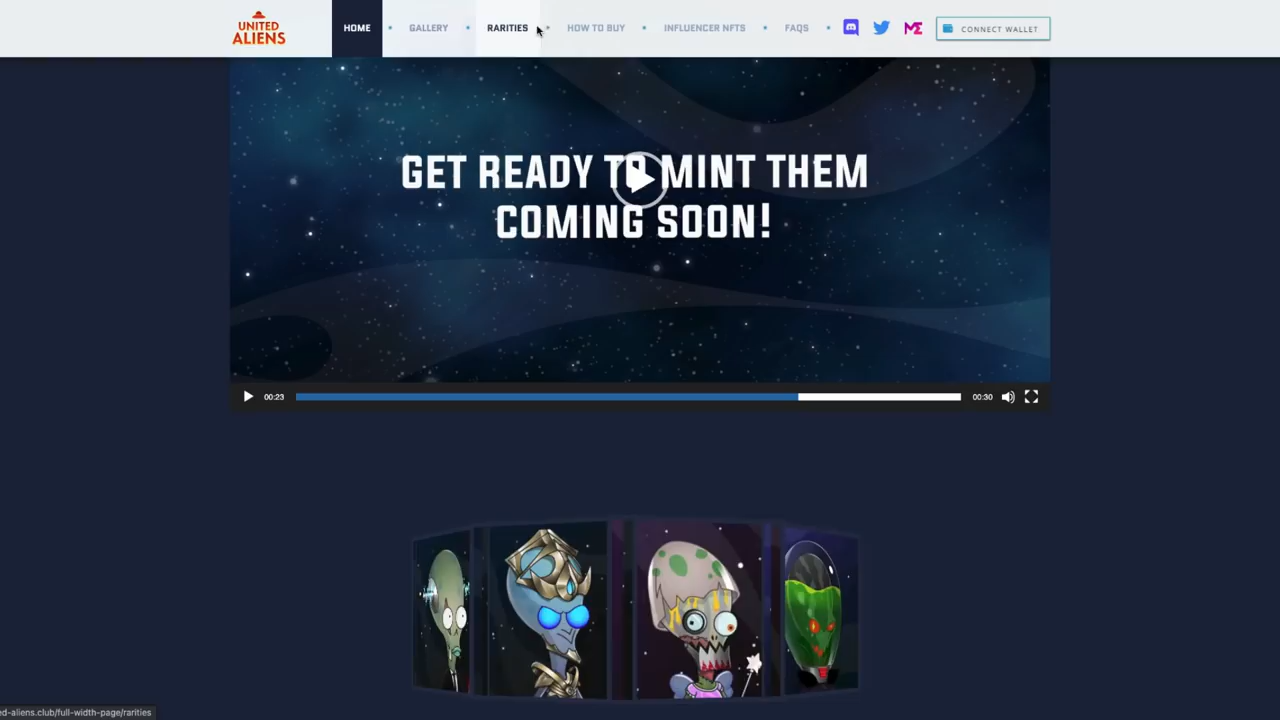 UNITED
ALIENS
HOME
GALLERY
RARITIES
HOW TO BUY
INFLUENCER NFTS
FAQS
CONNECT WALLET
GET READY TO MINT THEM
COMING SOON!
00:23
00:30
ed-aliens.club/full-width-page/rarities